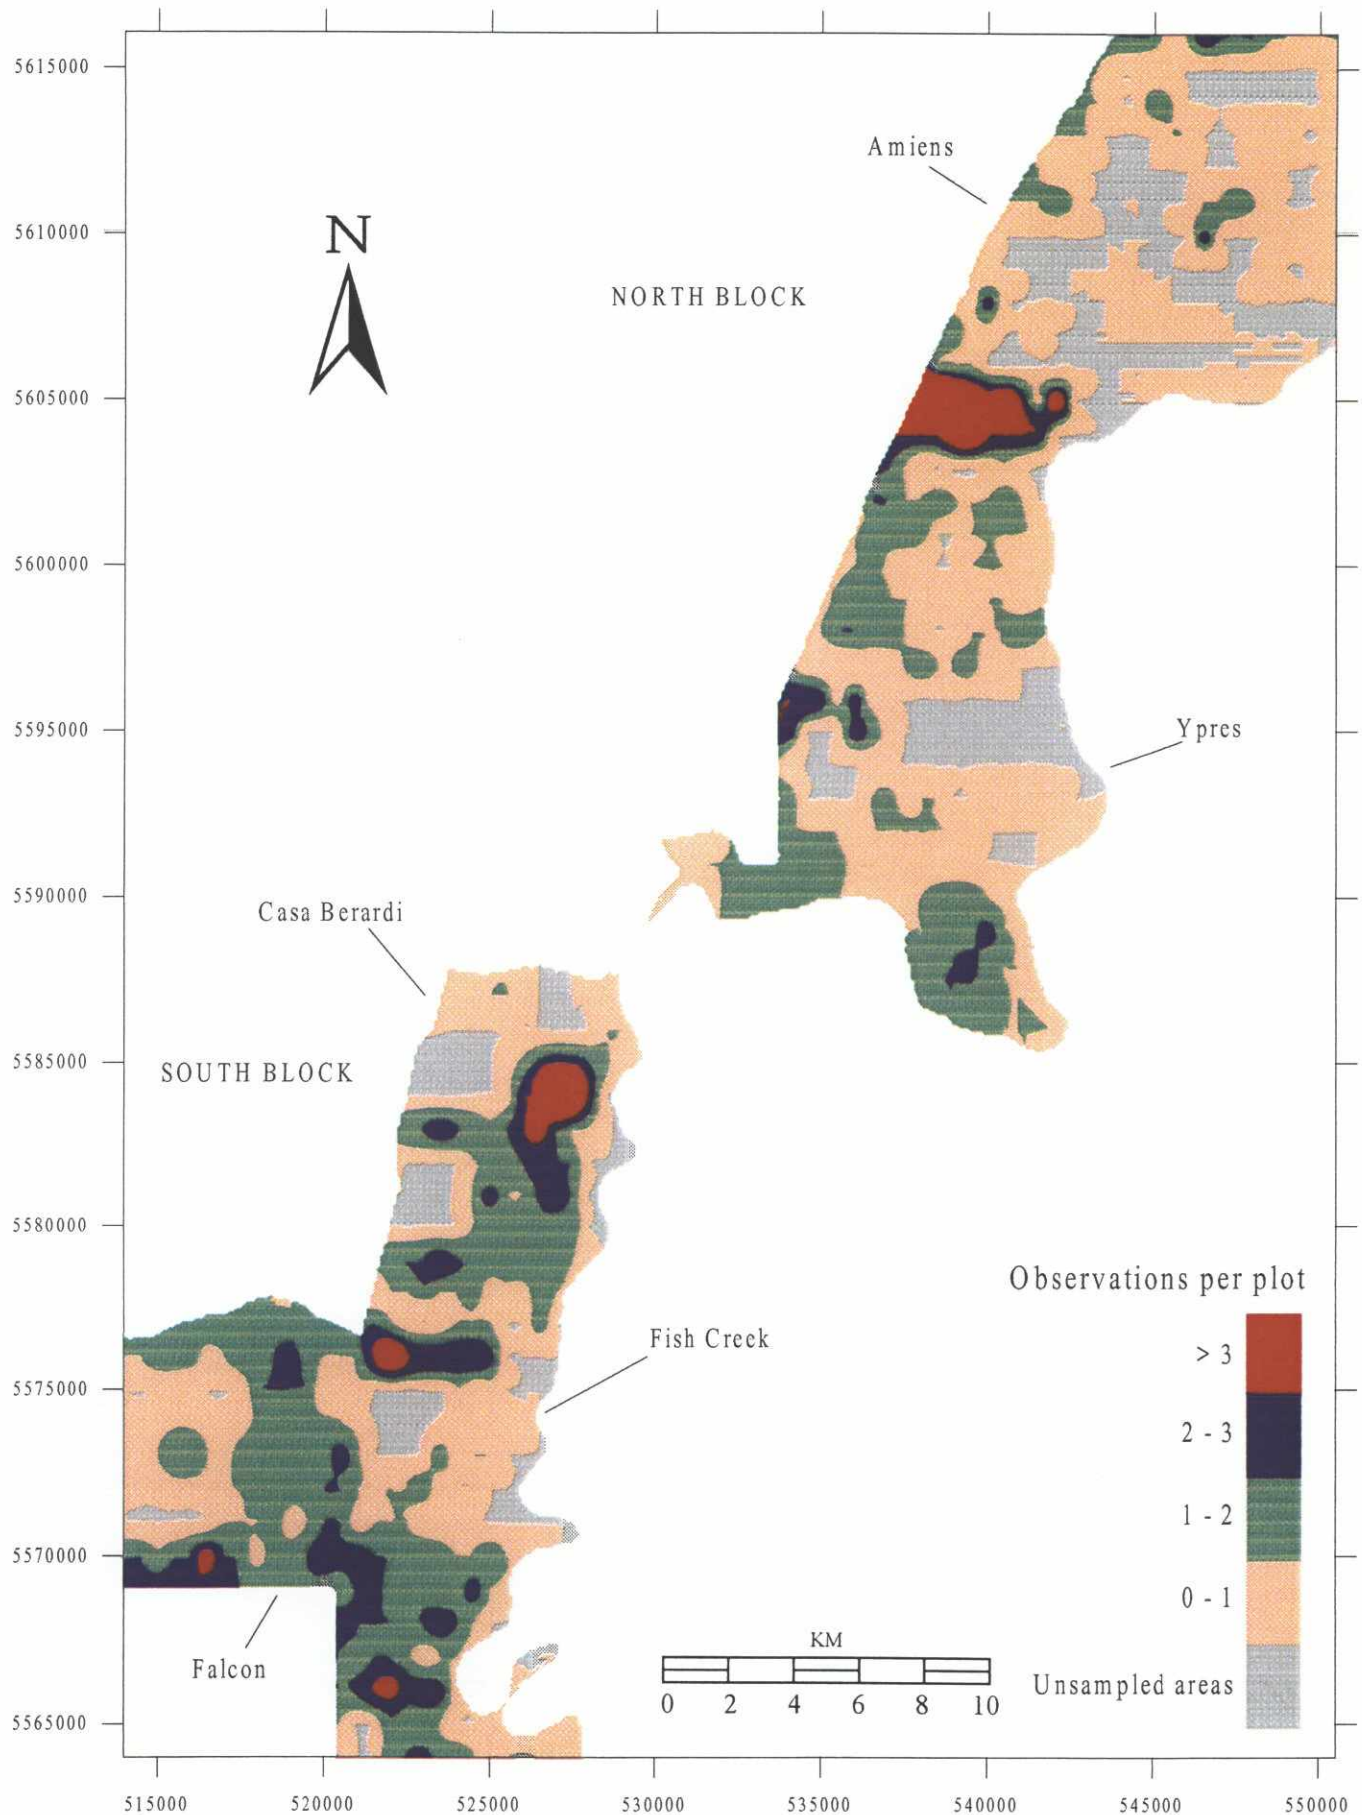 5615000
Amiens
N
5610000
NORTH BLOCK
5605000
5600000
5595000
Ypres
5590000
Casa Berardi
5585000
SOUTH BLOCK
5580000
Observations per plot
Fish Creek
> 3
5575000
2 - 3
1 - 2
5570000
0 - 1
KM
Falcon
Unsampled areas
0 2 4 6 8 10
5565000
515000 520000 525000 530000 535000 540000 545000 550000